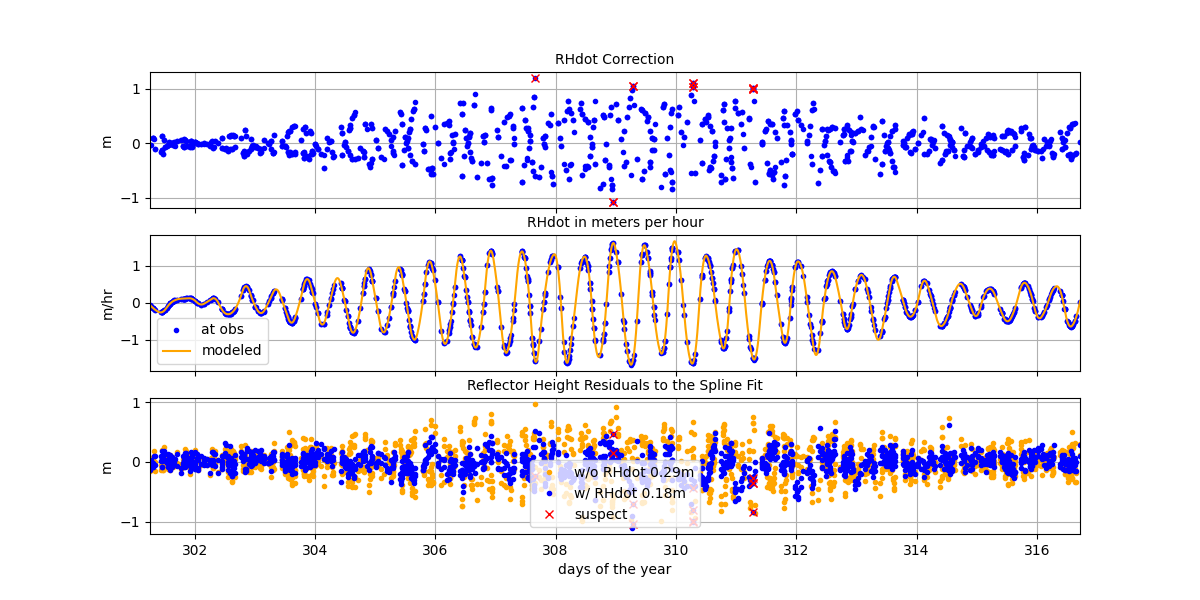 RHdot Correction
1
0
−1
m
RHdot in meters per hour
1
0
−1
m/hr
at obs
modeled
Reflector Height Residuals to the Spline Fit
1
0
−1
m
w/o RHdot 0.29m
w/ RHdot 0.18m
suspect
302 304 306 308 310 312 314 316
days of the year